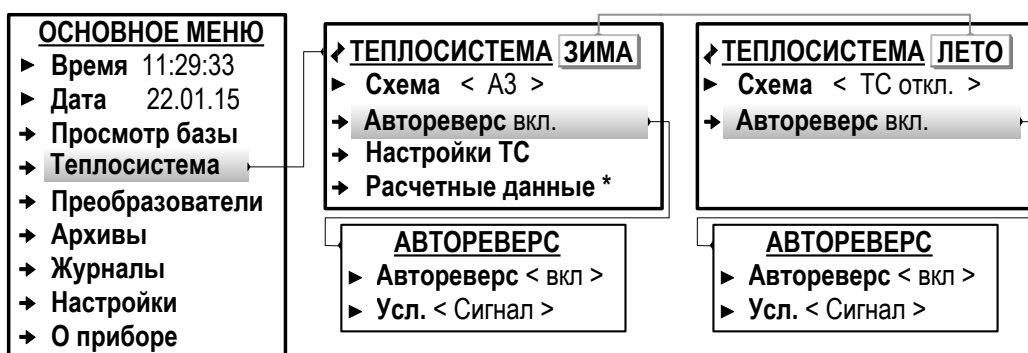 ОСНОВНОЕ МЕНЮ
Время 11:29:33
Дата 22.01.15
Просмотр базы
Теплосистема
Преобразователи
Архивы
Журналы
Настройки
О приборе
ТЕПЛОСИСТЕМА ЗИМА
Схема < А3 >
Автореверс вкл.
Настройки ТС
Расчетные данные *
АВТОРЕВЕРС
Автореверс < вкл >
Усл. < Сигнал >
ТЕПЛОСИСТЕМА ЛЕТО
Схема < ТС откл. >
Автореверс вкл.
АВТОРЕВЕРС
Автореверс < вкл >
Усл. < Сигнал >